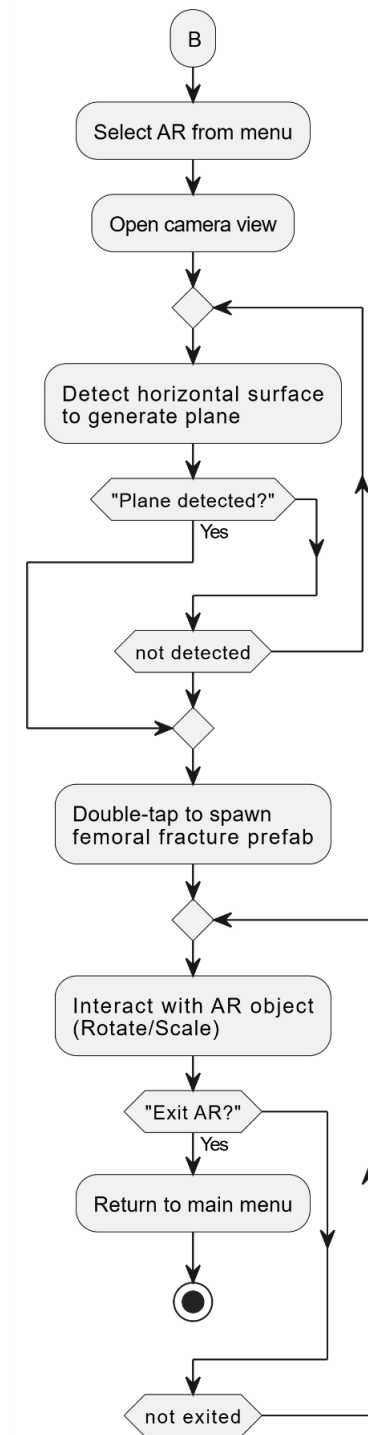 B
Select AR from menu
Open camera view
Detect horizontal surface
to generate plane
"Plane detected?"
Yes
not detected
Double-tap to spawn
femoral fracture prefab
Interact with AR object
(Rotate/Scale)
"Exit AR?"
Yes
Return to main menu
not exited